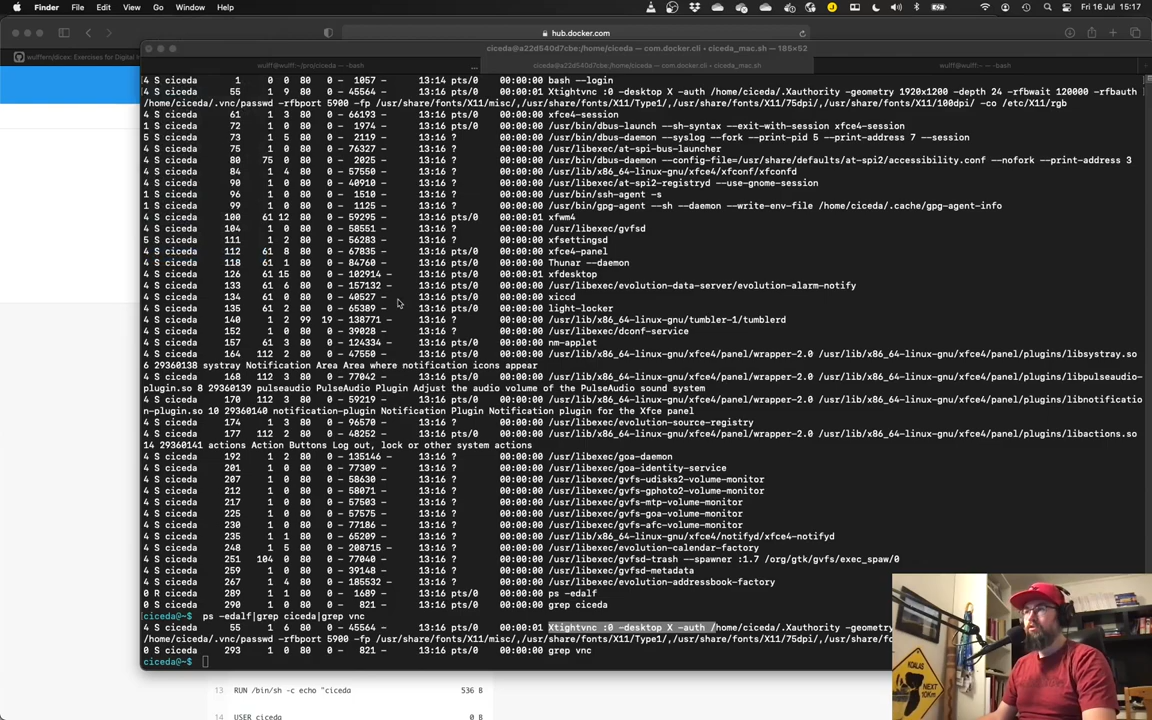 Finder File Edit View Go Window Help Fri 16 Jul 15:17
hub.docker.com
wuffern/dicex: Exercises for Digital I
ciceda@a22d540d7cbe:/home/ciceda — com.docker.cli ◂ ciceda_mac.sh — 185×52
wulff@wulff:~/pro/ciceda — -bash ... ciceda@a22d540d7cbe:/home/ciceda — com.docker.cli ◂ ciceda_mac.sh wulff@wulff:~ — -bash
4 S ciceda 1 0 0 80 0 - 1057 - 13:14 pts/0 00:00:00 bash --login
4 S ciceda 55 1 9 80 0 - 45564 - 13:16 pts/0 00:00:01 Xtightvnc :0 -desktop X -auth /home/ciceda/.Xauthority -geometry 1920x1200 -depth 24 -rfbwait 120000 -rfbauth
/home/ciceda/.vnc/passwd -rfbport 5900 -fp /usr/share/fonts/X11/misc/,/usr/share/fonts/X11/Type1/,/usr/share/fonts/X11/75dpi/,/usr/share/fonts/X11/100dpi/ -co /etc/X11/rgb
4 S ciceda 61 1 3 80 0 - 66193 - 13:16 pts/0 00:00:00 xfce4-session
1 S ciceda 72 1 0 80 0 - 1974 - 13:16 pts/0 00:00:00 /usr/bin/dbus-launch --sh-syntax --exit-with-session xfce4-session
5 S ciceda 73 1 5 80 0 - 2119 - 13:16 ? 00:00:00 /usr/bin/dbus-daemon --syslog --fork --print-pid 5 --print-address 7 --session
4 S ciceda 75 1 0 80 0 - 76327 - 13:16 ? 00:00:00 /usr/libexec/at-spi-bus-launcher
4 S ciceda 80 75 0 80 0 - 2025 - 13:16 ? 00:00:00 /usr/bin/dbus-daemon --config-file=/usr/share/defaults/at-spi2/accessibility.conf --nofork --print-address 3
4 S ciceda 84 1 4 80 0 - 57550 - 13:16 ? 00:00:00 /usr/lib/x86_64-linux-gnu/xfce4/xfconf/xfconfd
4 S ciceda 90 1 0 80 0 - 40910 - 13:16 ? 00:00:00 /usr/libexec/at-spi2-registryd --use-gnome-session
1 S ciceda 96 1 0 80 0 - 1510 - 13:16 ? 00:00:00 /usr/bin/ssh-agent -s
1 S ciceda 99 1 0 80 0 - 1125 - 13:16 ? 00:00:00 /usr/bin/gpg-agent --sh --daemon --write-env-file /home/ciceda/.cache/gpg-agent-info
4 S ciceda 100 61 12 80 0 - 59295 - 13:16 pts/0 00:00:01 xfwm4
4 S ciceda 104 1 0 80 0 - 58551 - 13:16 ? 00:00:00 /usr/libexec/gvfsd
5 S ciceda 111 1 2 80 0 - 56283 - 13:16 ? 00:00:00 xfsettingsd
4 S ciceda 112 61 8 80 0 - 67835 - 13:16 pts/0 00:00:00 xfce4-panel
4 S ciceda 118 61 1 80 0 - 84760 - 13:16 pts/0 00:00:00 Thunar --daemon
4 S ciceda 126 61 15 80 0 - 102914 - 13:16 pts/0 00:00:01 xfdesktop
4 S ciceda 133 61 6 80 0 - 157132 - 13:16 pts/0 00:00:00 /usr/libexec/evolution-data-server/evolution-alarm-notify
4 S ciceda 134 61 0 80 0 - 40527 - 13:16 pts/0 00:00:00 xiccd
4 S ciceda 135 61 2 80 0 - 65389 - 13:16 pts/0 00:00:00 light-locker
4 S ciceda 140 1 2 99 19 - 138771 - 13:16 ? 00:00:00 /usr/lib/x86_64-linux-gnu/tumbler-1/tumblerd
4 S ciceda 152 1 0 80 0 - 39028 - 13:16 ? 00:00:00 /usr/libexec/dconf-service
4 S ciceda 157 61 3 80 0 - 124334 - 13:16 pts/0 00:00:00 nm-applet
4 S ciceda 164 112 2 80 0 - 47550 - 13:16 pts/0 00:00:00 /usr/lib/x86_64-linux-gnu/xfce4/panel/wrapper-2.0 /usr/lib/x86_64-linux-gnu/xfce4/panel/plugins/libsystray.so
6 29360138 systray Notification Area Area where notification icons appear
4 S ciceda 168 112 3 80 0 - 77042 - 13:16 pts/0 00:00:00 /usr/lib/x86_64-linux-gnu/xfce4/panel/wrapper-2.0 /usr/lib/x86_64-linux-gnu/xfce4/panel/plugins/libpulseaudio-
plugin.so 8 29360139 pulseaudio PulseAudio Plugin Adjust the audio volume of the PulseAudio sound system
4 S ciceda 170 112 3 80 0 - 59219 - 13:16 pts/0 00:00:00 /usr/lib/x86_64-linux-gnu/xfce4/panel/wrapper-2.0 /usr/lib/x86_64-linux-gnu/xfce4/panel/plugins/libnotificatio
n-plugin.so 10 29360140 notification-plugin Notification Plugin Notification plugin for the Xfce panel
4 S ciceda 174 1 3 80 0 - 96570 - 13:16 ? 00:00:00 /usr/libexec/evolution-source-registry
4 S ciceda 177 112 2 80 0 - 48252 - 13:16 pts/0 00:00:00 /usr/lib/x86_64-linux-gnu/xfce4/panel/wrapper-2.0 /usr/lib/x86_64-linux-gnu/xfce4/panel/plugins/libactions.so
14 29360141 actions Action Buttons Log out, lock or other system actions
4 S ciceda 192 1 2 80 0 - 135146 - 13:16 ? 00:00:00 /usr/libexec/goa-daemon
4 S ciceda 201 1 0 80 0 - 77309 - 13:16 ? 00:00:00 /usr/libexec/goa-identity-service
4 S ciceda 207 1 0 80 0 - 58630 - 13:16 ? 00:00:00 /usr/libexec/gvfs-udisks2-volume-monitor
4 S ciceda 212 1 0 80 0 - 58071 - 13:16 ? 00:00:00 /usr/libexec/gvfs-gphoto2-volume-monitor
4 S ciceda 217 1 0 80 0 - 57503 - 13:16 ? 00:00:00 /usr/libexec/gvfs-mtp-volume-monitor
4 S ciceda 225 1 0 80 0 - 57575 - 13:16 ? 00:00:00 /usr/libexec/gvfs-goa-volume-monitor
4 S ciceda 230 1 0 80 0 - 77186 - 13:16 ? 00:00:00 /usr/libexec/gvfs-afc-volume-monitor
4 S ciceda 235 1 1 80 0 - 65209 - 13:16 ? 00:00:00 /usr/lib/x86_64-linux-gnu/xfce4/notifyd/xfce4-notifyd
4 S ciceda 248 1 5 80 0 - 208715 - 13:16 ? 00:00:00 /usr/libexec/evolution-calendar-factory
4 S ciceda 251 104 0 80 0 - 77040 - 13:16 ? 00:00:00 /usr/libexec/gvfsd-trash --spawner :1.7 /org/gtk/gvfs/exec_spaw/0
4 S ciceda 259 1 0 80 0 - 39148 - 13:16 ? 00:00:00 /usr/libexec/gvfsd-metadata
4 S ciceda 267 1 4 80 0 - 185532 - 13:16 ? 00:00:00 /usr/libexec/evolution-addressbook-factory
0 R ciceda 289 1 0 80 0 - 1689 - 13:16 pts/0 00:00:00 ps -edalf
0 S ciceda 290 1 0 80 0 - 821 - 13:16 pts/0 00:00:00 grep ciceda
ciceda@~$ ps -edalf|grep ciceda|grep vnc
4 S ciceda 55 1 6 80 0 - 45564 - 13:16 pts/0 00:00:01 Xtightvnc :0 -desktop X -auth /home/ciceda/.Xauthority -geometry
/home/ciceda/.vnc/passwd -rfbport 5900 -fp /usr/share/fonts/X11/misc/,/usr/share/fonts/X11/Type1/,/usr/share/fonts/X11/75dpi/,/usr/
0 S ciceda 293 1 0 80 0 - 821 - 13:16 pts/0 00:00:00 grep vnc
ciceda@~$
13 RUN /bin/sh -c echo "ciceda 536 B
14 USER ciceda 0 B
KOALAS
NEXT
10 KM